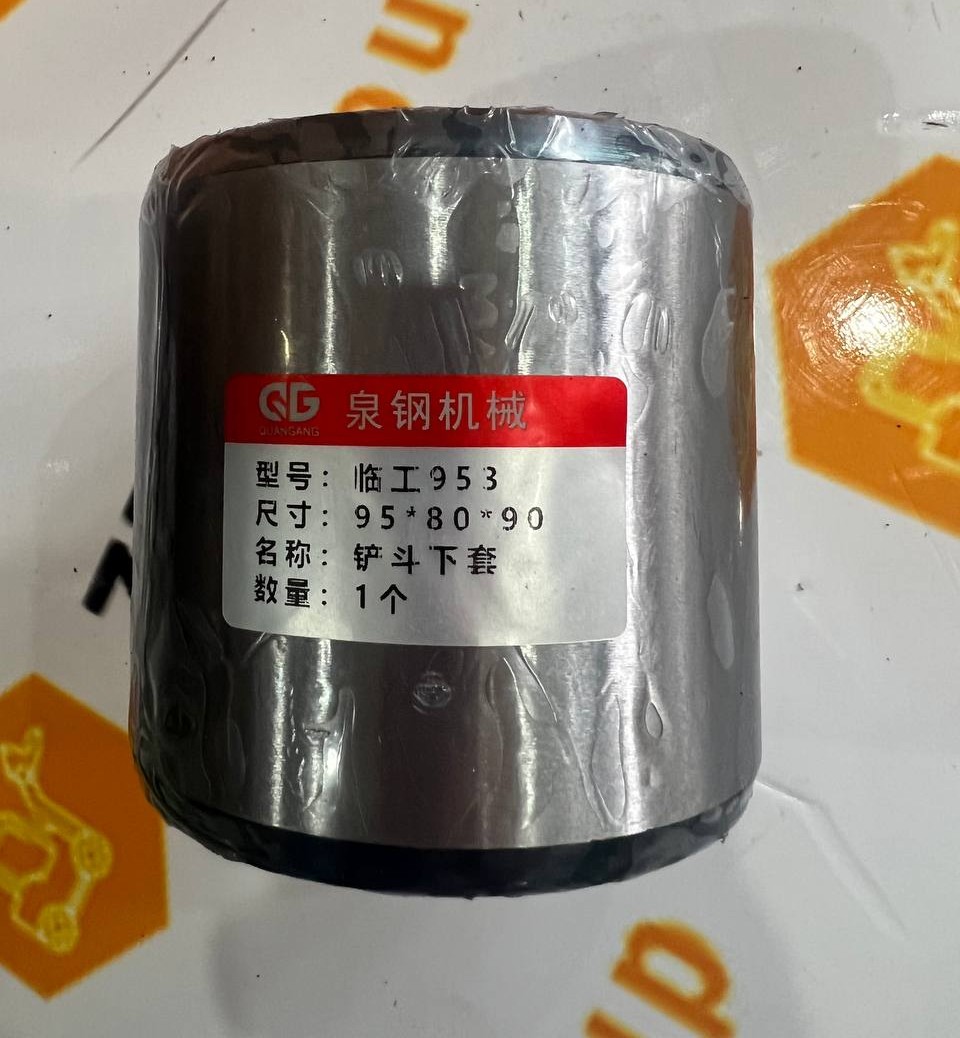 QG 泉钢机械
QUANGANG
型号：临工953
尺寸：95*80*90
名称：铲斗下套
数量：1个